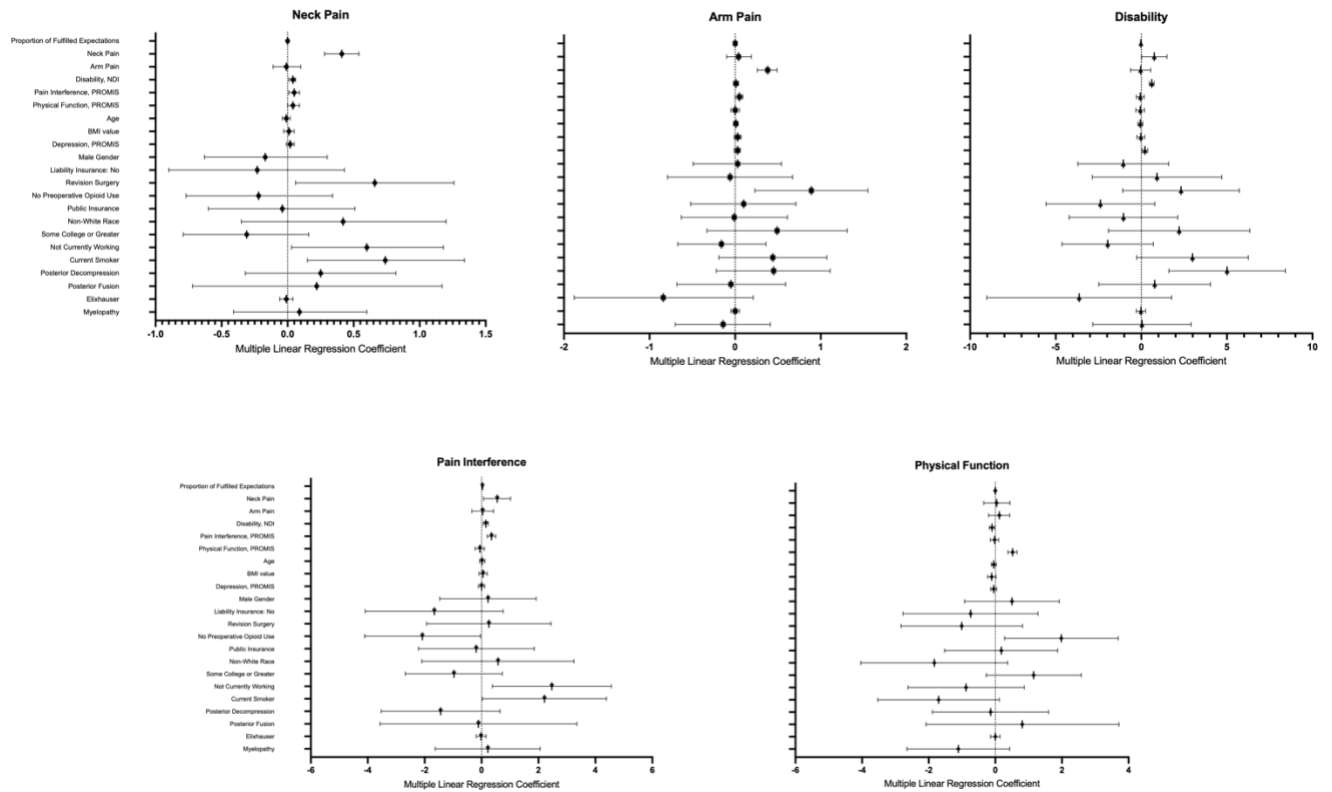 Neck Pain
Arm Pain
Disability
Proportion of Fulfilled Expectations
Neck Pain
Arm Pain
Disability, NDI
Pain Interference, PROMIS
Physical Function, PROMIS
Age
BMI value
Depression, PROMIS
Male Gender
Liability Insurance: No
Revision Surgery
No Preoperative Opioid Use
Public Insurance
Non-White Race
Some College or Greater
Not Currently Working
Current Smoker
Posterior Decompression
Posterior Fusion
Elixhauser
Myelopathy
-1.0 -0.5 0.0 0.5 1.0 1.5
Multiple Linear Regression Coefficient
-2 -1 0 1 2
Multiple Linear Regression Coefficient
-10 -5 0 5 10
Multiple Linear Regression Coefficient
Pain Interference
Physical Function
Proportion of Fulfilled Expectations
Neck Pain
Arm Pain
Disability, NDI
Pain Interference, PROMIS
Physical Function, PROMIS
Age
BMI value
Depression, PROMIS
Male Gender
Liability Insurance: No
Revision Surgery
No Preoperative Opioid Use
Public Insurance
Non-White Race
Some College or Greater
Not Currently Working
Current Smoker
Posterior Decompression
Posterior Fusion
Elixhauser
Myelopathy
-6 -4 -2 0 2 4 6
Multiple Linear Regression Coefficient
-6 -4 -2 0 2 4
Multiple Linear Regression Coefficient